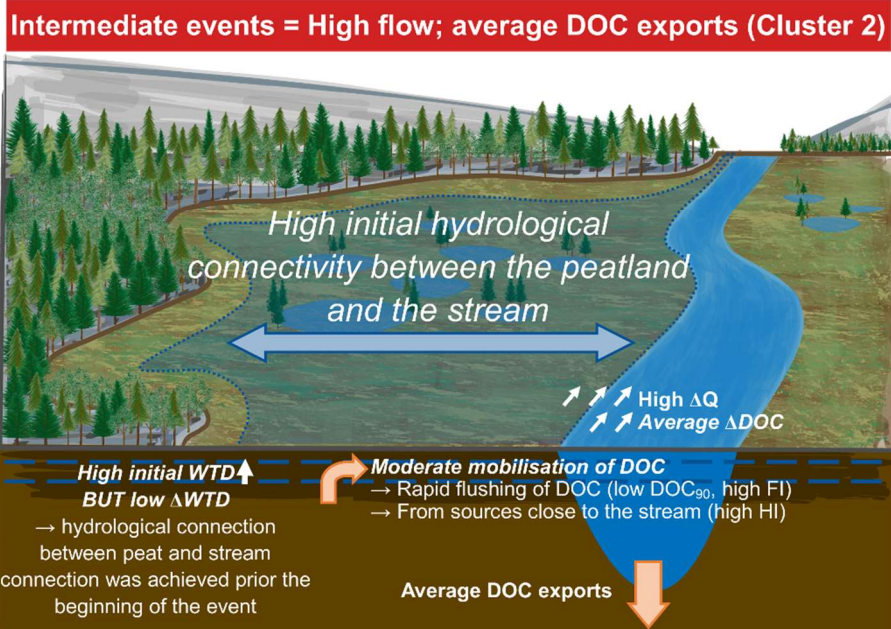 Intermediate events = High flow; average DOC exports (Cluster 2)
High initial hydrological
connectivity between the peatland
and the stream
High ΔQ
Average ΔDOC
High initial WTD
BUT low ΔWTD
→ hydrological connection
between peat and stream
connection was achieved prior the
beginning of the event
Moderate mobilisation of DOC
→ Rapid flushing of DOC (low DOC₉₀, high FI)
→ From sources close to the stream (high HI)
Average DOC exports